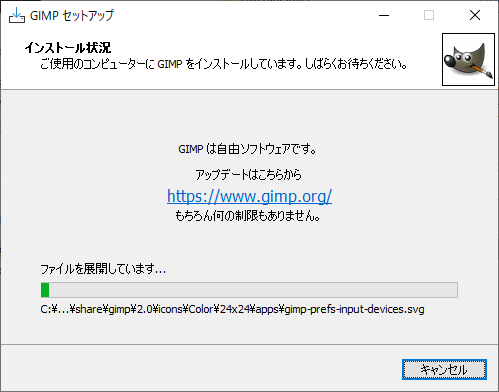 GIMP セットアップ
インストール状況
ご使用のコンピューターに GIMP をインストールしています。しばらくお待ちください。
GIMP は自由ソフトウェアです。
アップデートはこちらから
https://www.gimp.org/
もちろん何の制限もありません。
ファイルを展開しています...
C:¥...¥share¥gimp¥2.0¥icons¥Color¥24x24¥apps¥gimp-prefs-input-devices.svg
キャンセル